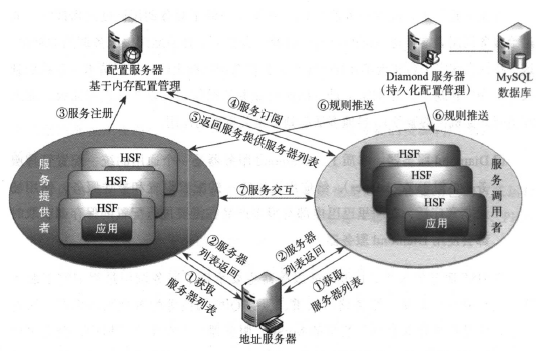 配置服务器
基于内存配置管理
Diamond 服务器
(持久化配置管理)
MySQL
数据库
③服务注册
④服务订阅
⑤返回服务提供服务器列表
⑥规则推送
⑥规则推送
服务提供者
HSF
HSF
HSF
应用
⑦服务交互
HSF
HSF
HSF
应用
服务调用者
②服务器
列表返回
①获取
服务器列表
②服务器
列表返回
①获取
服务器列表
地址服务器